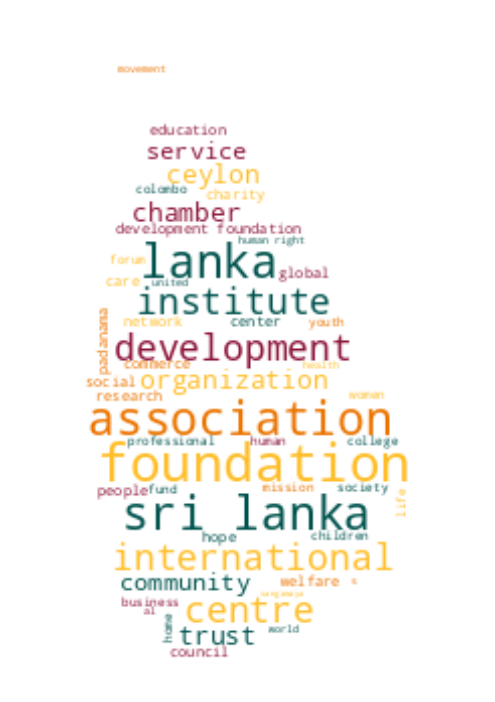 movement
education
service
ceylon
colombo
charity
chamber
development foundation
human right
forum
lanka
global
care
united
institute
padanama
network
center
youth
development
commerce
health
social
organization
research
women
association
professional
human
college
foundation
people
fund
mission
society
life
sri lanka
hope
children
international
community
welfare
s
business
al
centre
home
trust
world
council